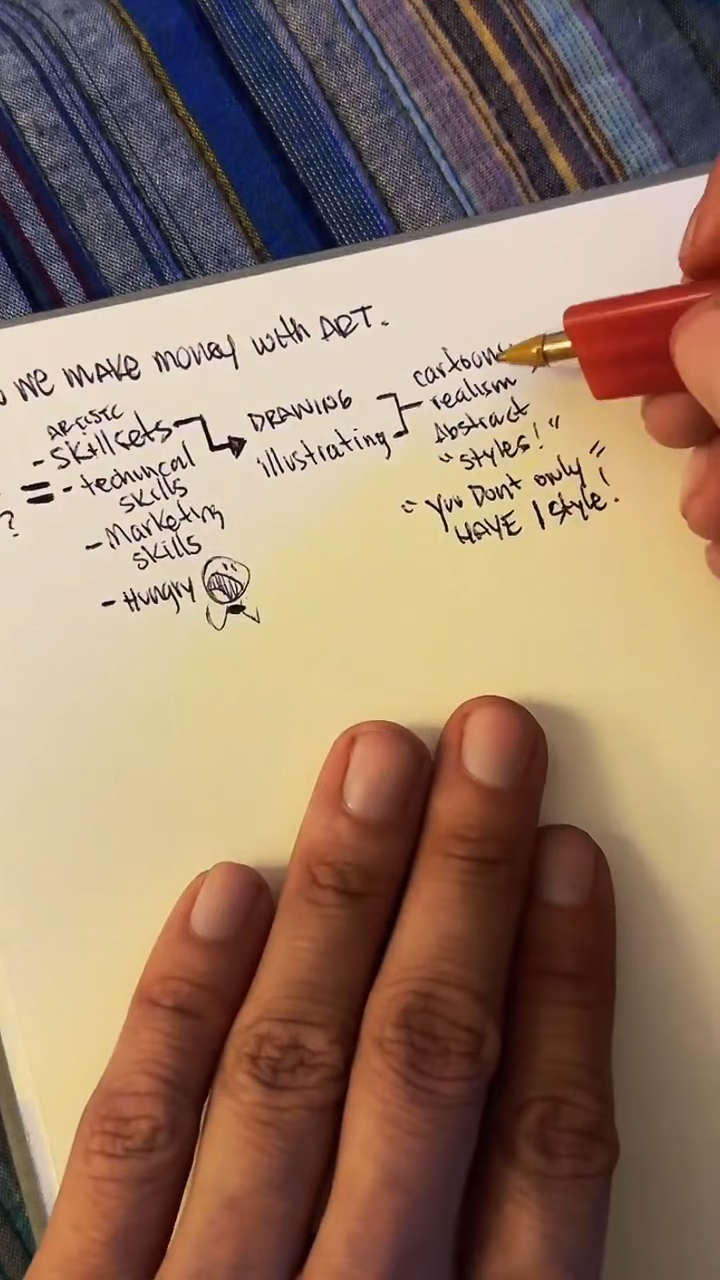 we make money with ART.
ARTISTIC
- skillsets
DRAWING
illustrating
cartoons
realism
Abstract
"styles!"
"You Dont only
HAVE 1 style!"
? = - technical
skills
- Marketing
skills
- Hungry